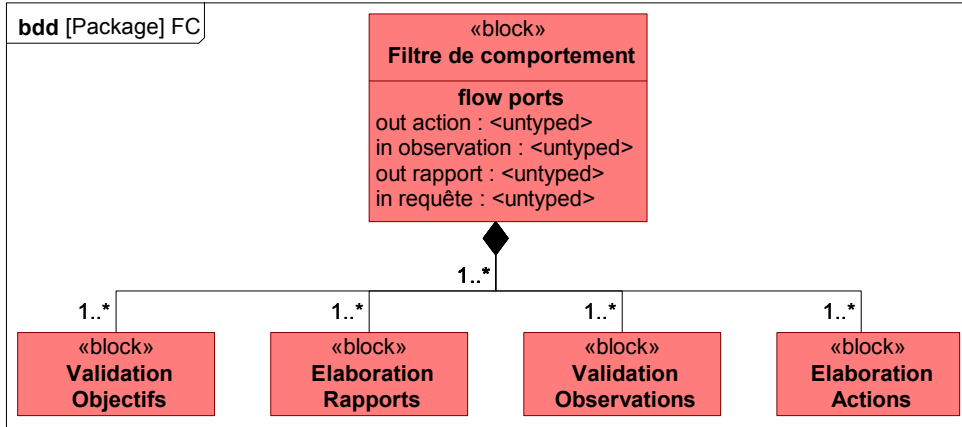 bdd [Package] FC
«block»
Filtre de comportement
flow ports
out action : <untyped>
in observation : <untyped>
out rapport : <untyped>
in requête : <untyped>
1..*
1..*
1..*
1..*
1..*
«block»
Validation
Objectifs
«block»
Elaboration
Rapports
«block»
Validation
Observations
«block»
Elaboration
Actions